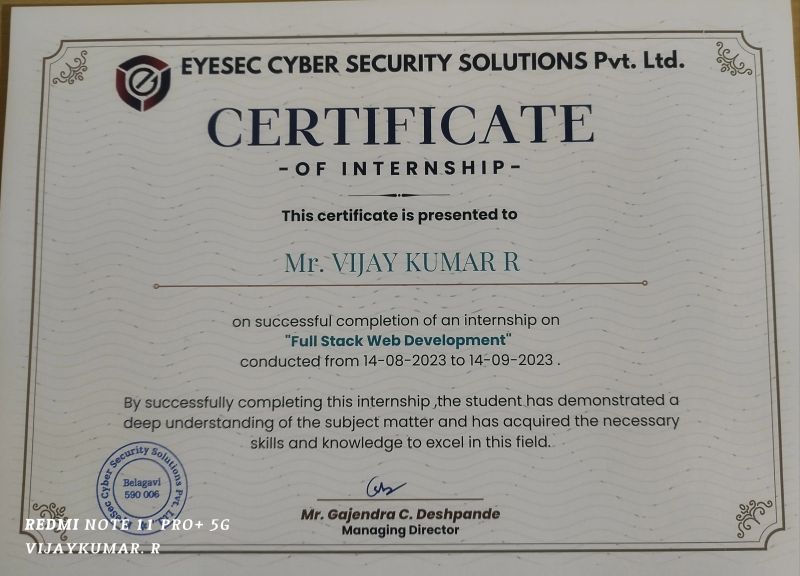 EYESEC CYBER SECURITY SOLUTIONS Pvt. Ltd.
CERTIFICATE
-OF INTERNSHIP-
This certificate is presented to
Mr. VIJAY KUMAR R
on successful completion of an internship on
"Full Stack Web Development"
conducted from 14-08-2023 to 14-09-2023 .
By successfully completing this internship ,the student has demonstrated a
deep understanding of the subject matter and has acquired the necessary
skills and knowledge to excel in this field.
Cyber Security Solutions Pvt.
Belagavi
590 006
Mr. Gajendra C. Deshpande
Managing Director
REDMI NOTE 11 PRO+ 5G
VIJAYKUMAR. R